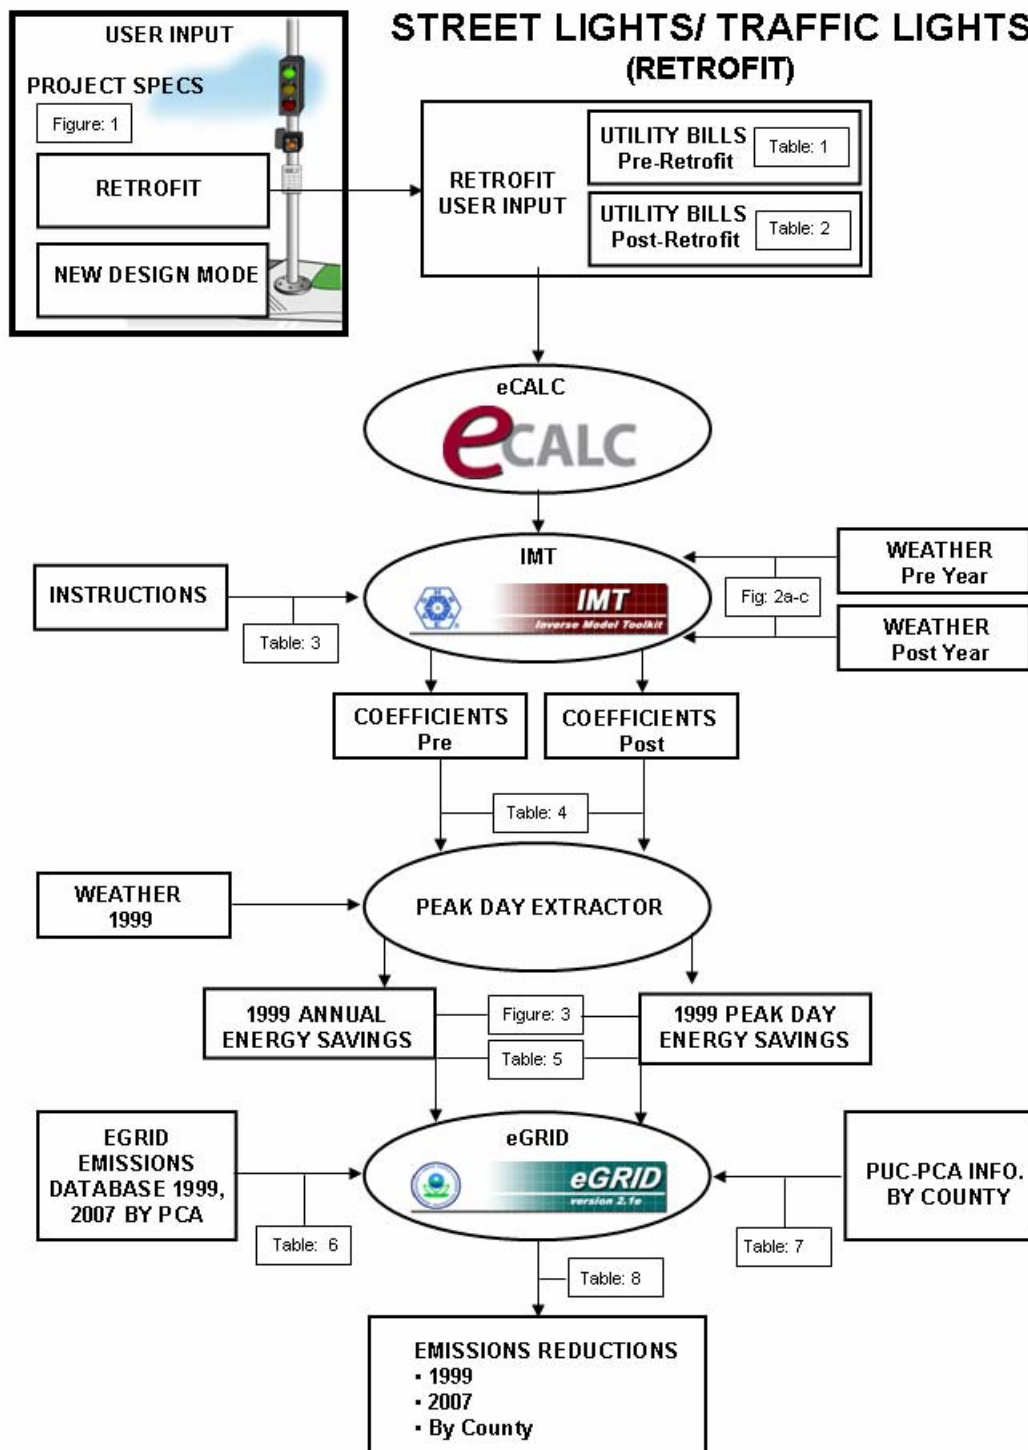 STREET LIGHTS/ TRAFFIC LIGHTS
(RETROFIT)
USER INPUT
PROJECT SPECS
Figure: 1
RETROFIT
NEW DESIGN MODE
RETROFIT
USER INPUT
UTILITY BILLS
Pre-Retrofit
Table: 1
UTILITY BILLS
Post-Retrofit
Table: 2
eCALC
eCALC
IMT
IMT
Inverse Model Toolkit
INSTRUCTIONS
Table: 3
WEATHER
Pre Year
Fig: 2a-c
WEATHER
Post Year
COEFFICIENTS
Pre
COEFFICIENTS
Post
Table: 4
WEATHER
1999
PEAK DAY EXTRACTOR
1999 ANNUAL
ENERGY SAVINGS
Figure: 3
Table: 5
1999 PEAK DAY
ENERGY SAVINGS
EGRID
EMISSIONS
DATABASE 1999,
2007 BY PCA
Table: 6
eGRID
eGRID
version 2.1e
PUC-PCA INFO.
BY COUNTY
Table: 7
Table: 8
EMISSIONS REDUCTIONS
▪ 1999
▪ 2007
▪ By County